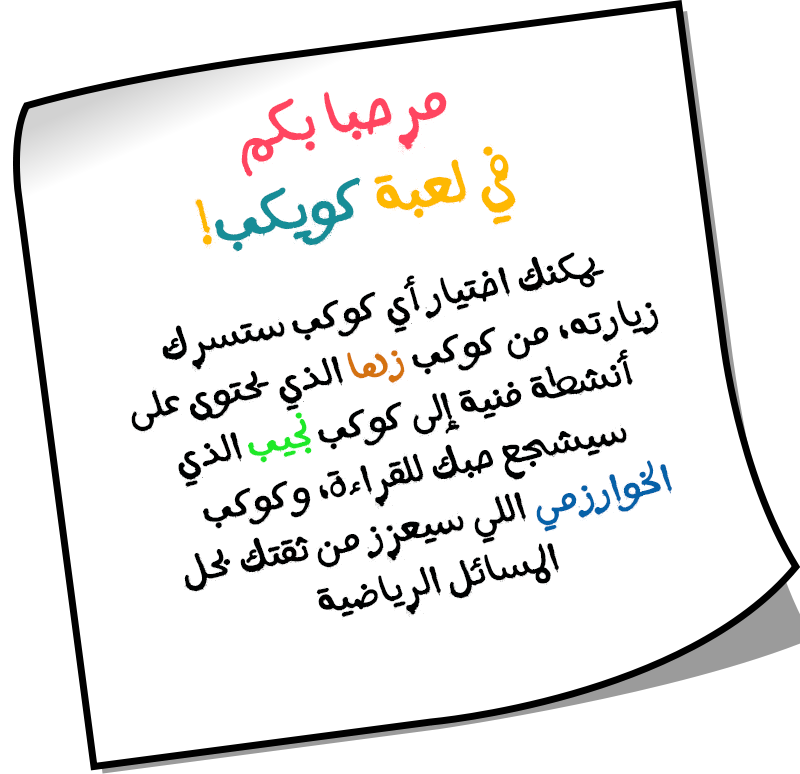 مرحبا بكم
في لعبة كويكب!
يمكنك اختيار أي كوكب ستسرك
زيارته، من كوكب زها الذي يحتوي على
أنشطة فنية إلى كوكب نجيب الذي
سيشجع حبك للقراءة، وكوكب
الخوارزمي اللي سيعزز من ثقتك بحل
المسائل الرياضية